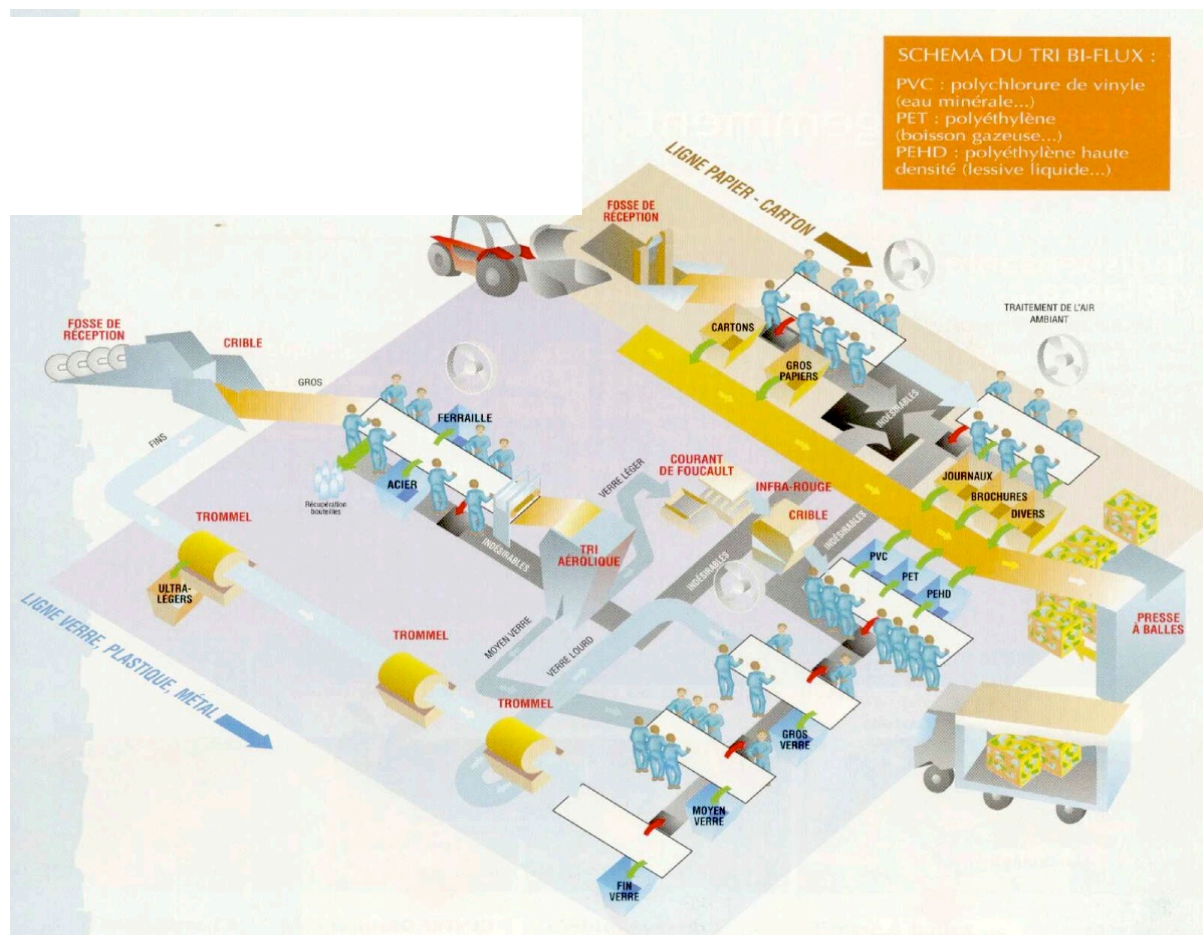 SCHEMA DU TRI BI-FLUX :
PVC : polychlorure de vinyle
(eau minérale...)
PET : polyéthylène
(boisson gazeuse...)
PEHD : polyéthylène haute
densité (lessive liquide...)
LIGNE PAPIER - CARTON
FOSSE DE
RÉCEPTION
TRAITEMENT DE L'AIR
AMBIANT
CARTONS
GROS
PAPIERS
INDÉSIRABLES
FOSSE DE
RÉCEPTION
CRIBLE
GROS
FINS
FERRAILLE
ACIER
Récupération
bouteilles
INDÉSIRABLES
VERRE LÉGER
COURANT
DE FOUCAULT
INFRA-ROUGE
CRIBLE
JOURNAUX
BROCHURES
DIVERS
TROMMEL
TRI
AÉROLIQUE
INDÉSIRABLES
INDÉSIRABLES
PVC
PET
PEHD
ULTRA-
LÉGERS
PRESSE
À BALLES
LIGNE VERRE, PLASTIQUE, MÉTAL
TROMMEL
MOYEN VERRE
VERRE LOURD
TROMMEL
GROS
VERRE
MOYEN
VERRE
FIN
VERRE